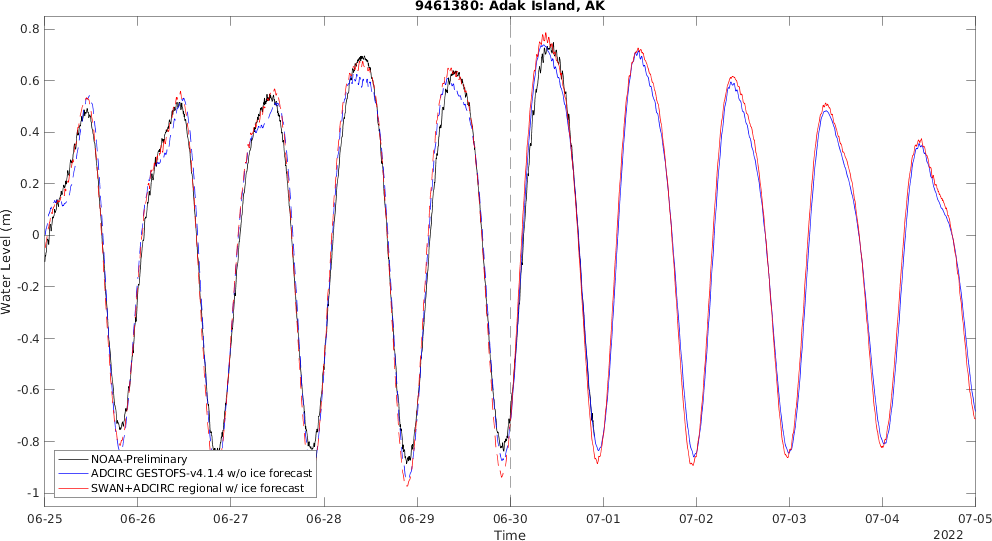 9461380: Adak Island, AK
0.8
0.6
0.4
0.2
0
-0.2
-0.4
-0.6
-0.8
-1
Water Level (m)
NOAA-Preliminary
ADCIRC GESTOFS-v4.1.4 w/o ice forecast
SWAN+ADCIRC regional w/ ice forecast
06-25 06-26 06-27 06-28 06-29 06-30 07-01 07-02 07-03 07-04 07-05
Time
2022